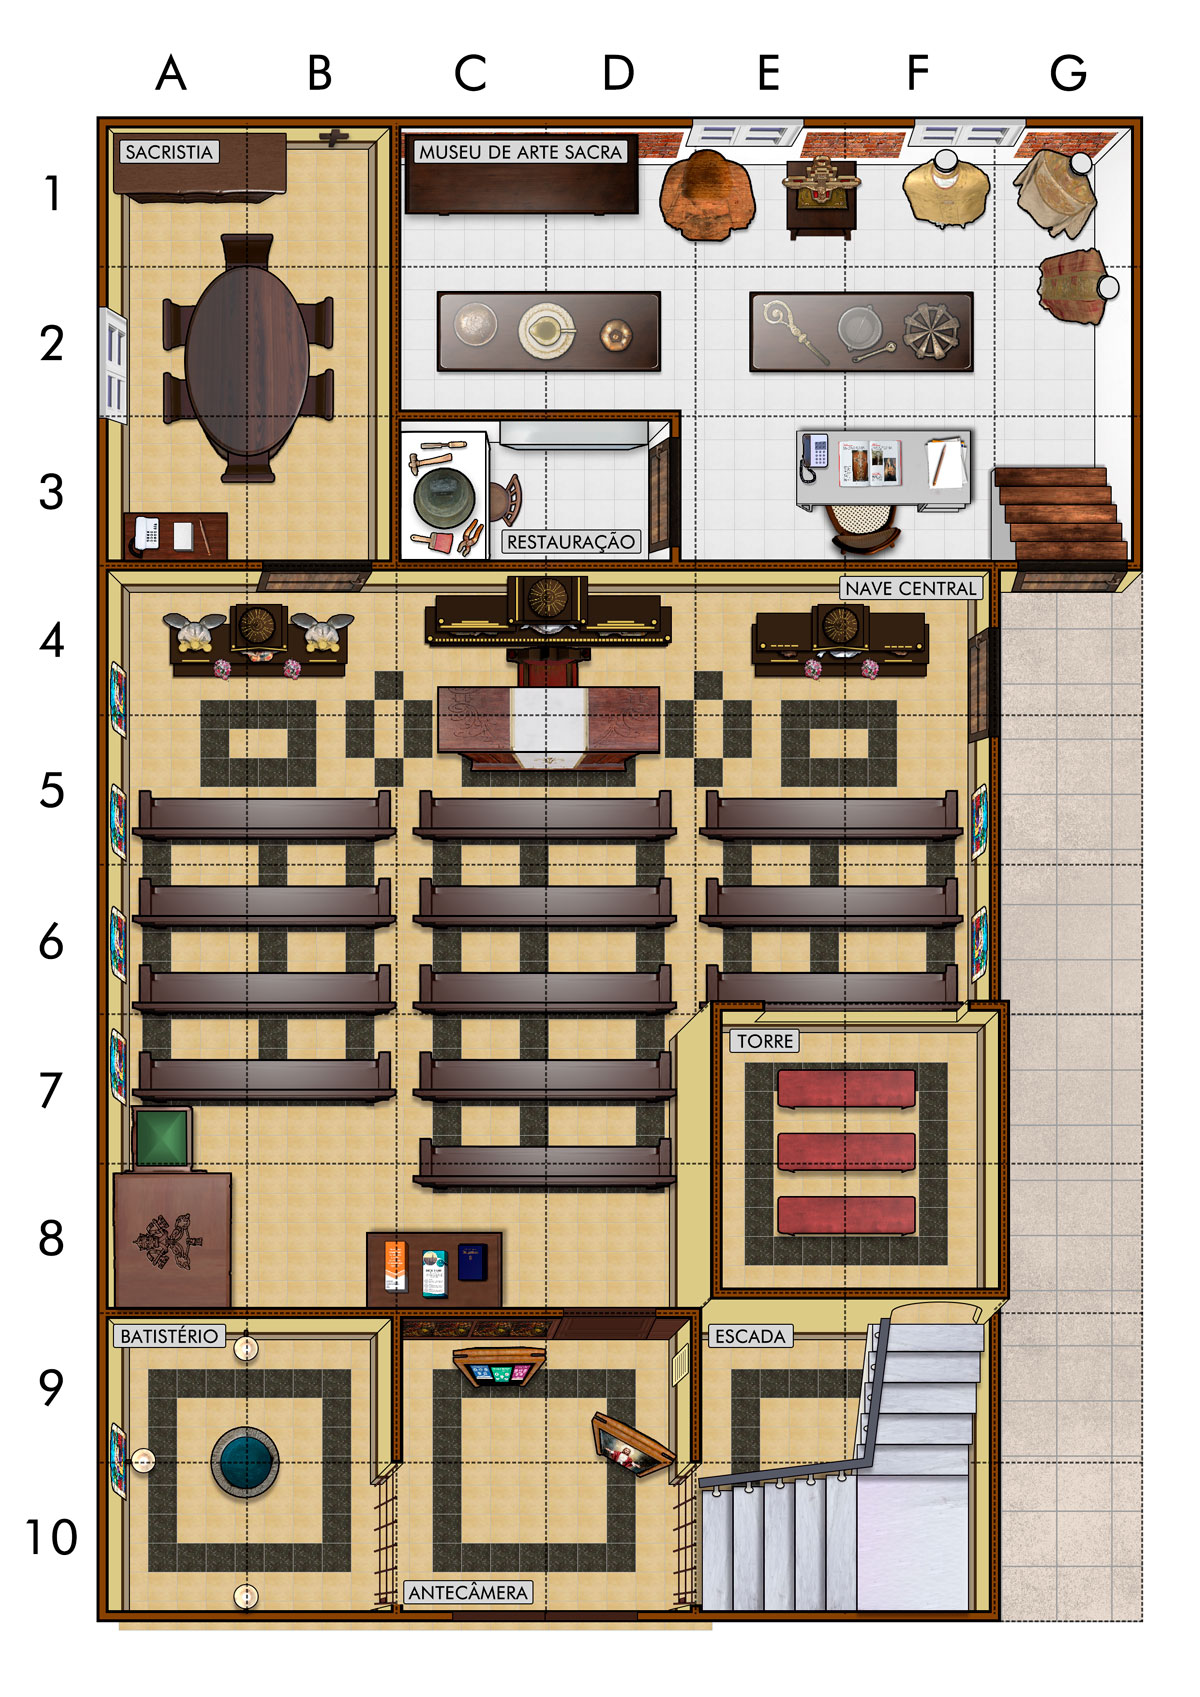 A B C D E F G
1
SACRISTIA
MUSEU DE ARTE SACRA
2
3
RESTAURAÇÃO
NAVE CENTRAL
4
5
6
7
TORRE
8
BATISTÉRIO
ESCADA
9
10
ANTECÂMERA